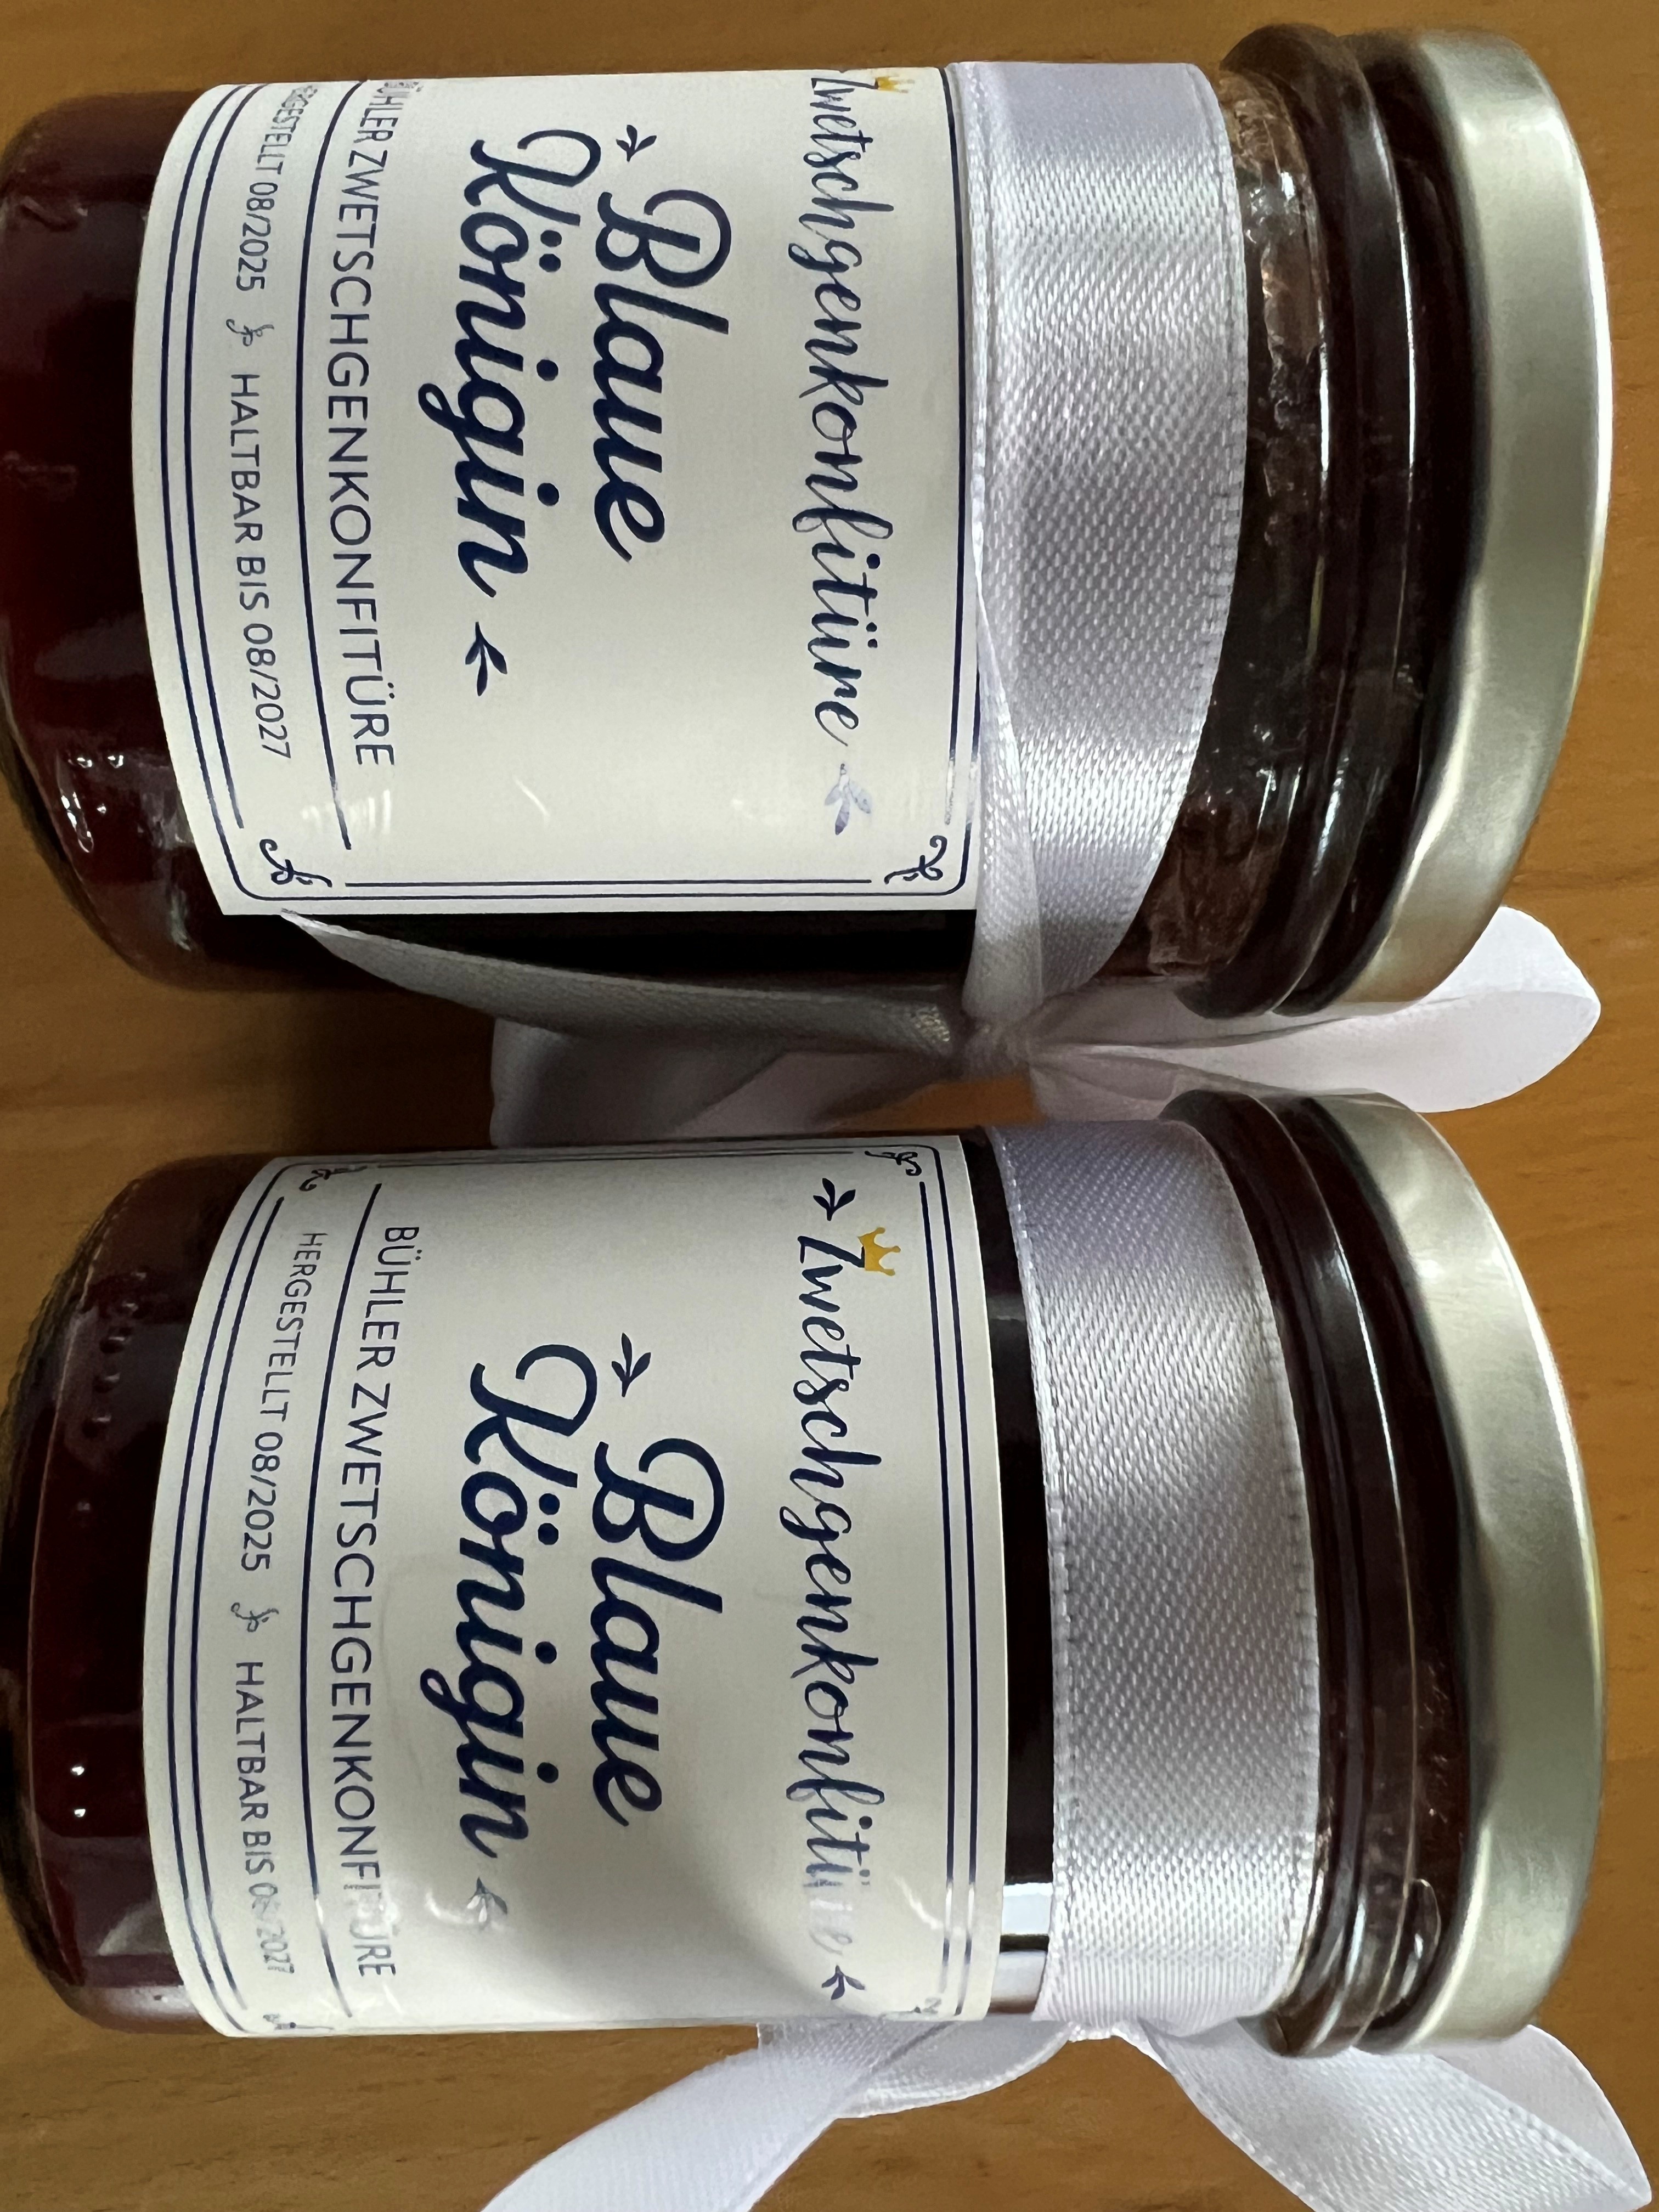 Zwetschgenkonfitüre
Blaue
Königin
BÜHLER ZWETSCHGENKONFITÜRE
HERGESTELLT 08/2025 HALTBAR BIS 08/2027
Zwetschgenkonfitüre
Blaue
Königin
BÜHLER ZWETSCHGENKONFITÜRE
HERGESTELLT 08/2025 HALTBAR BIS 08/2027